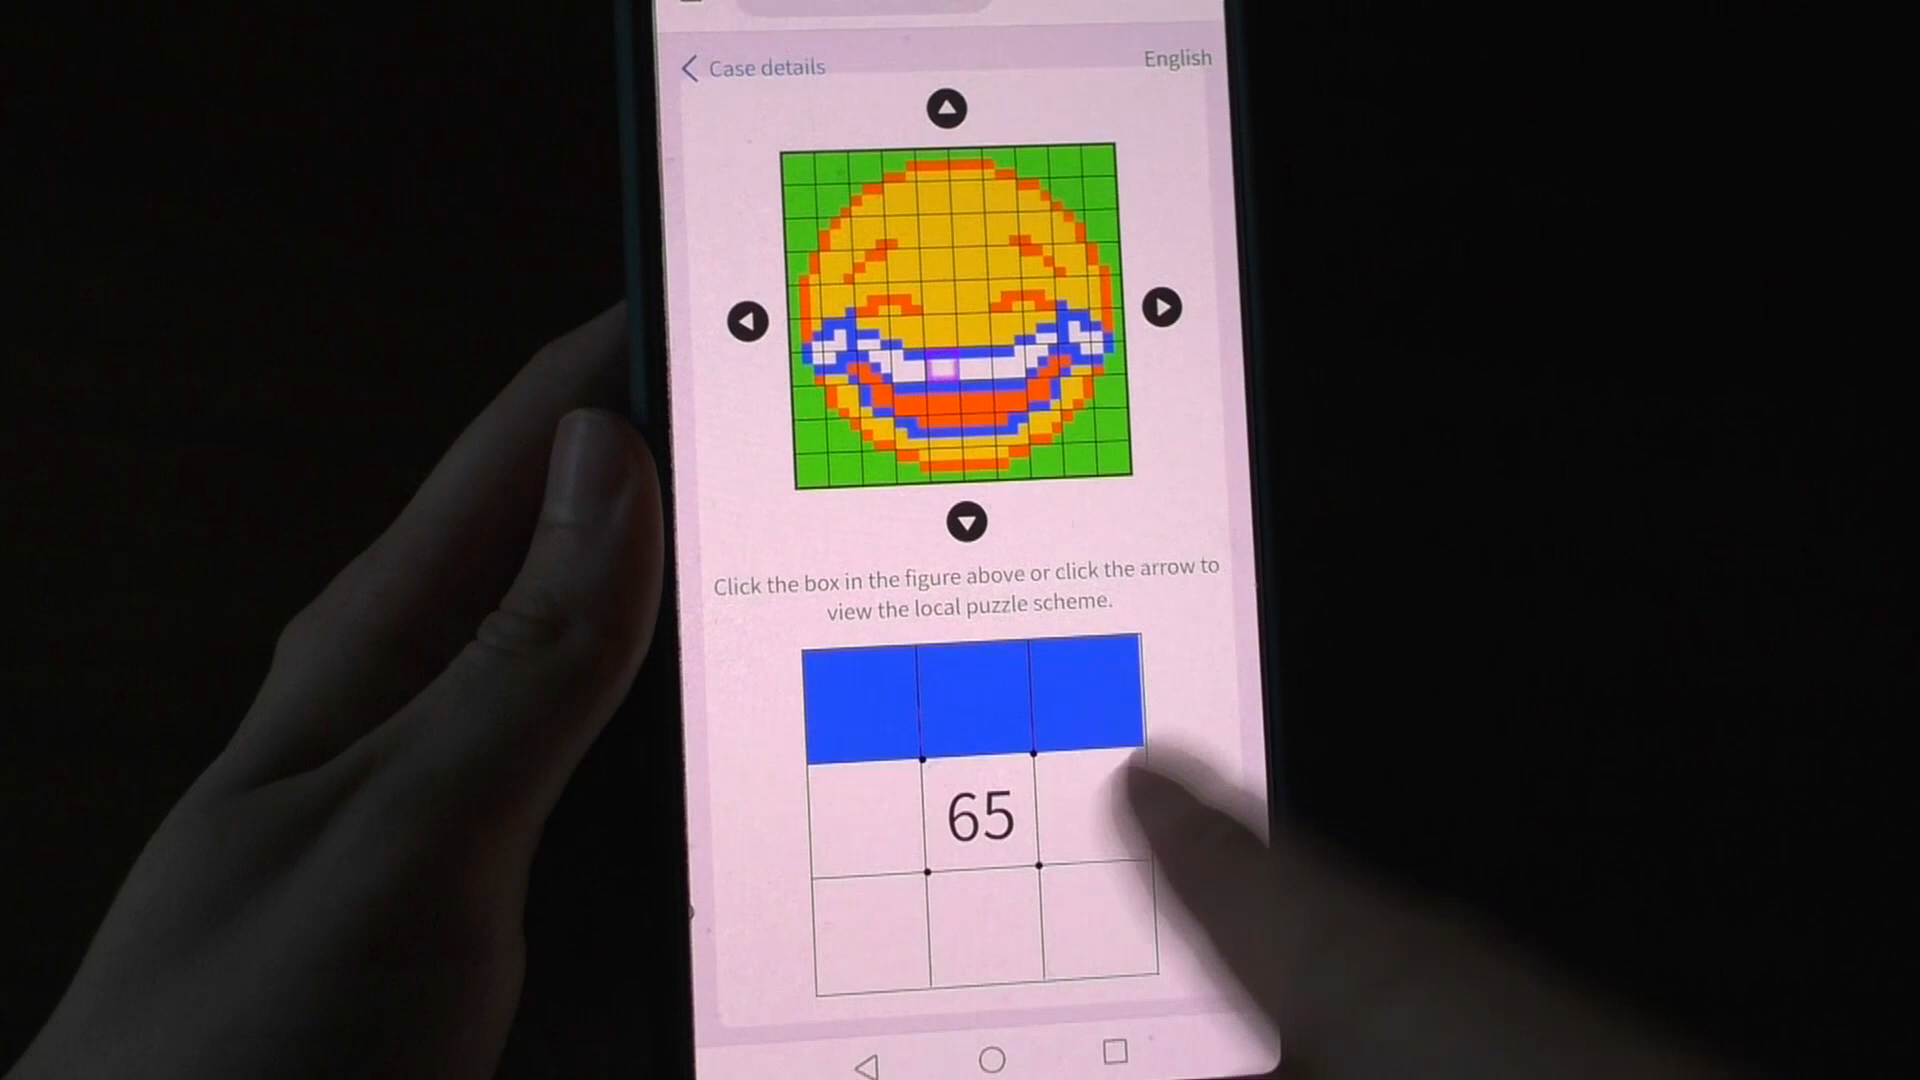 Case details
English
Click the box in the figure above or click the arrow to
view the local puzzle scheme.
65